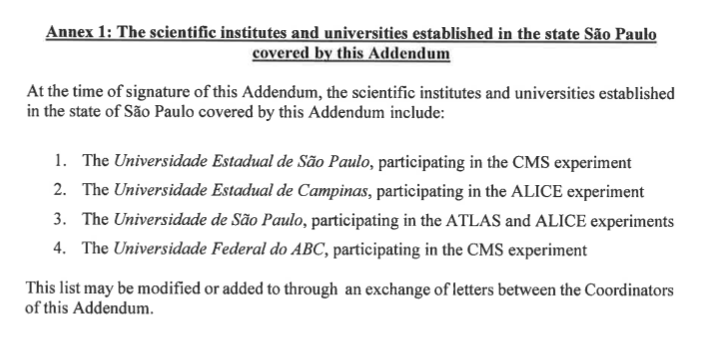 Annex 1: The scientific institutes and universities established in the state São Paulo
covered by this Addendum
At the time of signature of this Addendum, the scientific institutes and universities established
in the state of São Paulo covered by this Addendum include:
1. The Universidade Estadual de São Paulo, participating in the CMS experiment
2. The Universidade Estadual de Campinas, participating in the ALICE experiment
3. The Universidade de São Paulo, participating in the ATLAS and ALICE experiments
4. The Universidade Federal do ABC, participating in the CMS experiment
This list may be modified or added to through an exchange of letters between the Coordinators
of this Addendum.